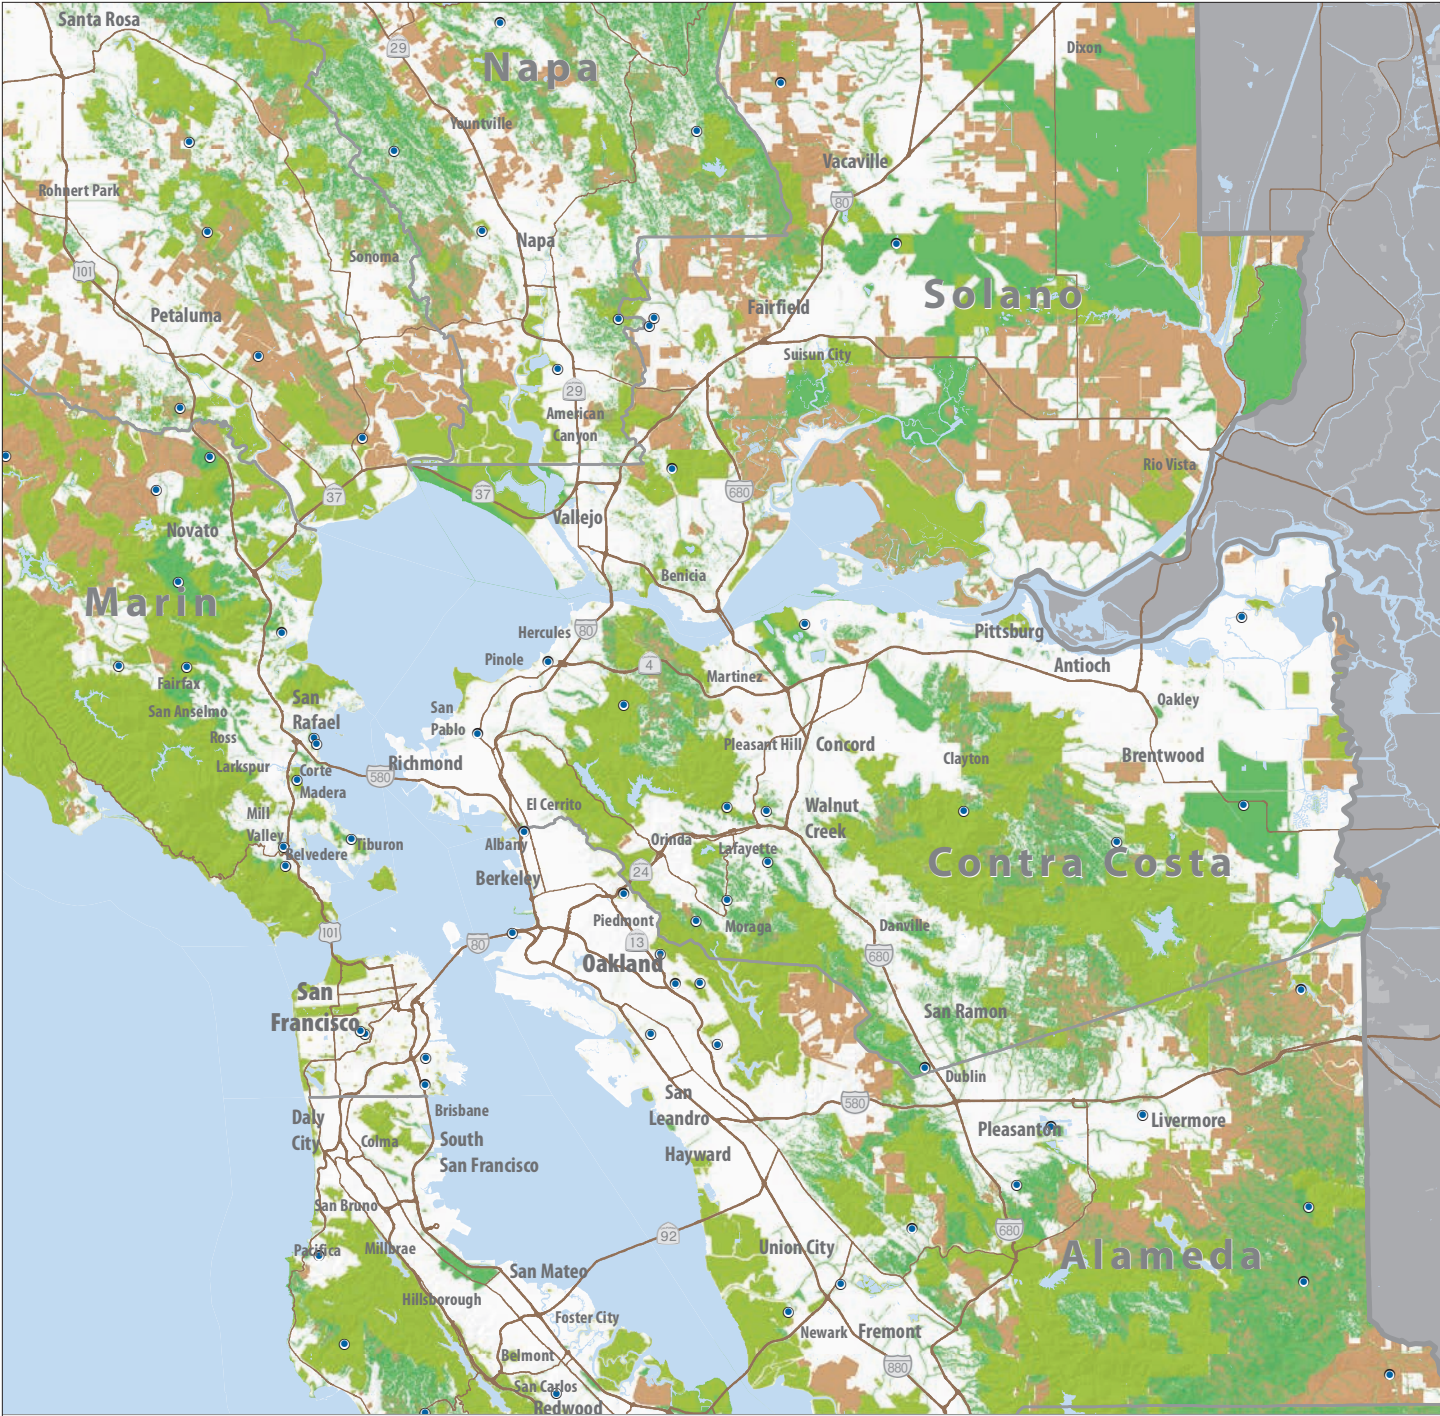 Santa Rosa
29
Napa
Dixon
Yountville
Vacaville
Rohnert Park
80
Napa
Sonoma
101
Solano
Petaluma
Fairfield
Suisun City
29
American
Canyon
Rio Vista
37
37
680
Vallejo
Novato
Benicia
Marin
Hercules
80
Pittsburg
Pinole
4
Antioch
Martinez
Fairfax
San
Rafael
San Anselmo
San
Pablo
Oakley
Ross
Pleasant Hill
Concord
Larkspur
Corte
Madera
580
Richmond
Clayton
Brentwood
El Cerrito
Walnut
Creek
Mill
Valley
Tiburon
Belvedere
Albany
Orinda
Lafayette
Contra Costa
24
Berkeley
Piedmont
Moraga
Danville
101
80
13
Oakland
680
San
Francisco
San Ramon
Dublin
San
Leandro
580
Daly
City
Brisbane
Colma
South
San Francisco
Pleasanton
Livermore
Hayward
San Bruno
92
680
Pacifica
Millbrae
Union City
Alameda
San Mateo
Hillsborough
Foster City
Newark
Fremont
Belmont
880
San Carlos
Redwood